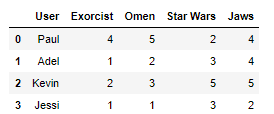 User Exorcist Omen Star Wars Jaws
0 Paul 4 5 2 4
1 Adel 1 2 3 4
2 Kevin 2 3 5 5
3 Jessi 1 1 3 2